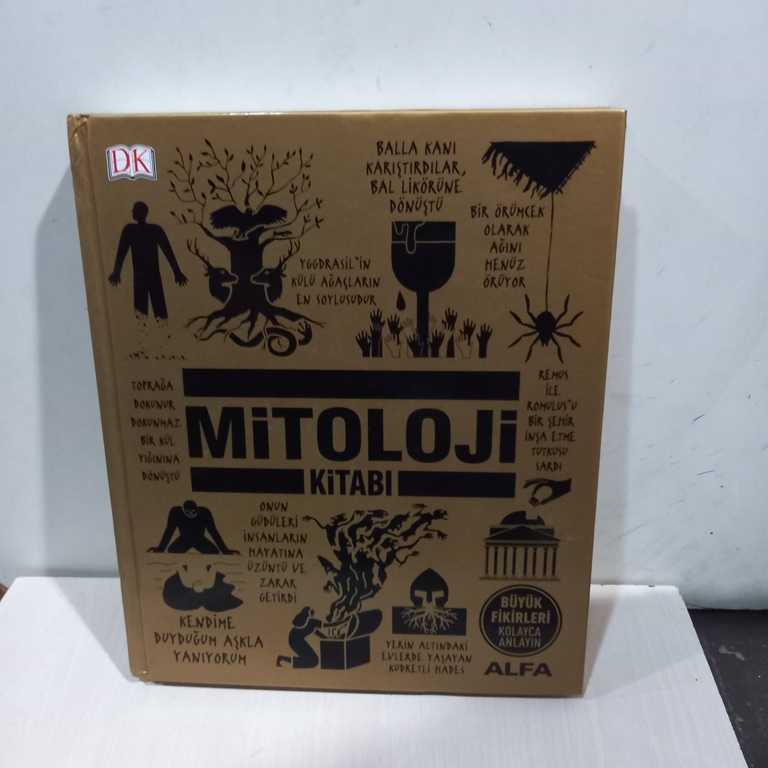 DK
BALLA KANI
KARIŞTIRDILAR,
BAL LİKÖRÜNE
DÖNÜŞTÜ
BİR ÖRÜMCEK
OLARAK
AĞINI
HENÜZ
ÖRÜYOR
YGGDRASİL'İN
KÜLÜ AĞAÇLARIN
EN SOYLUSUDUR
TOPRAĞA
DOKUNUR
DOKUNMAZ
BİR KÜL
YIĞININA
DÖNÜŞTÜ
MİTOLOJİ
KİTABI
REMUS
İLE
ROMULUS'U
BİR ŞEHİR
İNŞA ETME
TUTKUSU
SARDI
ONUN
GÜDÜLERİ
İNSANLARIN
HAYATINA
ÜZÜNTÜ VE
ZARAR
GETİRDİ
KENDİME
DUYDUĞUM AŞKLA
YANIYORUM
YERİN ALTINDAKİ
EVLERDE YAŞAYAN
KUDRETLİ HADES
BÜYÜK
FİKİRLERİ
KOLAYCA
ANLAYIN
ALFA